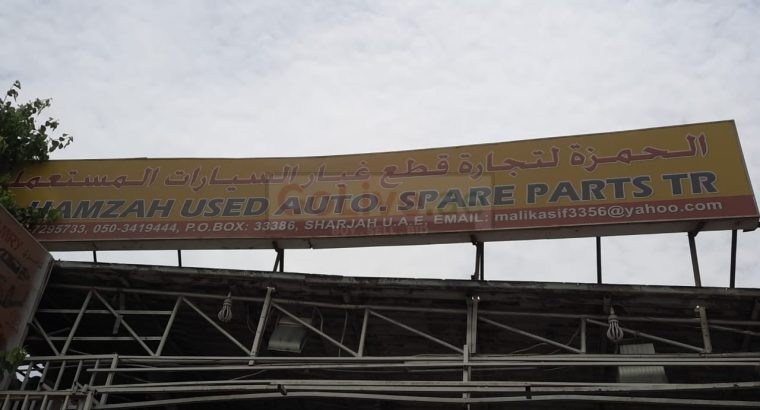 الحمزة لتجارة قطع غيار السيارات المستعملة
HAMZAH USED AUTO. SPARE PARTS TR
7295733, 050-3419444, P.O.BOX: 33386, SHARJAH U.A.E. EMAIL: malikasif3356@yahoo.com